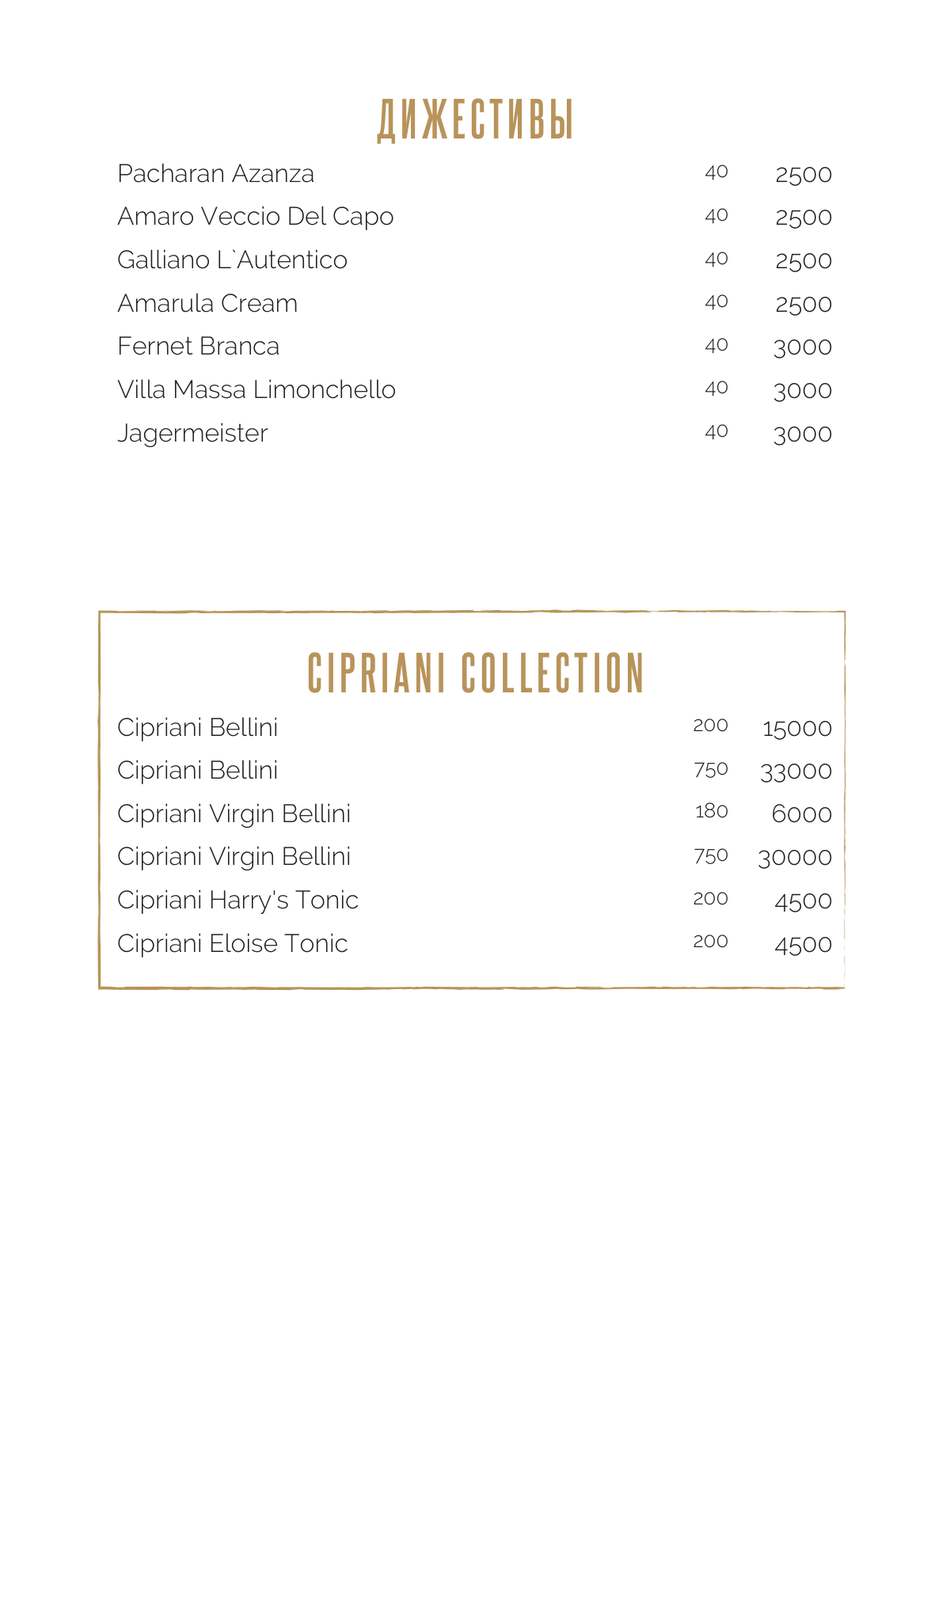 ДИЖЕСТИВЫ
Pacharan Azanza 40 2500
Amaro Veccio Del Capo 40 2500
Galliano L`Autentico 40 2500
Amarula Cream 40 2500
Fernet Branca 40 3000
Villa Massa Limonchello 40 3000
Jagermeister 40 3000
CIPRIANI COLLECTION
Cipriani Bellini 200 15000
Cipriani Bellini 750 33000
Cipriani Virgin Bellini 180 6000
Cipriani Virgin Bellini 750 30000
Cipriani Harry's Tonic 200 4500
Cipriani Eloise Tonic 200 4500